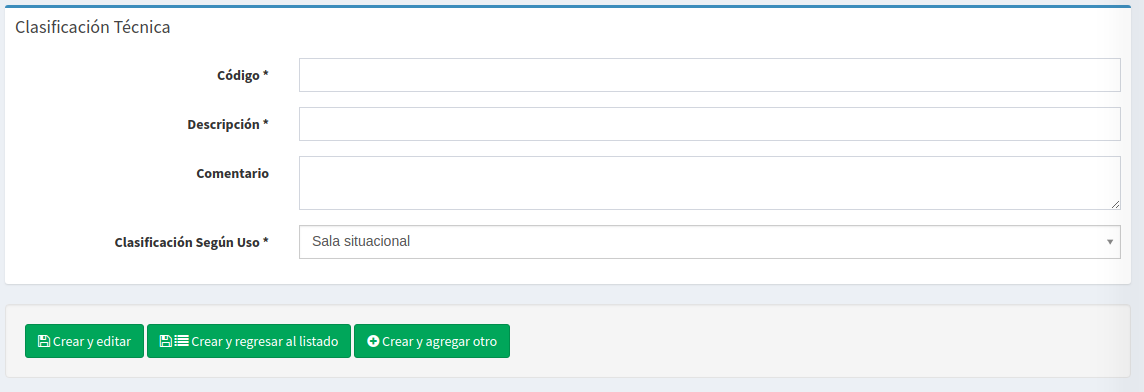 Clasificación Técnica
Código *
Descripción *
Comentario
Clasificación Según Uso * Sala situacional
Crear y editar Crear y regresar al listado Crear y agregar otro